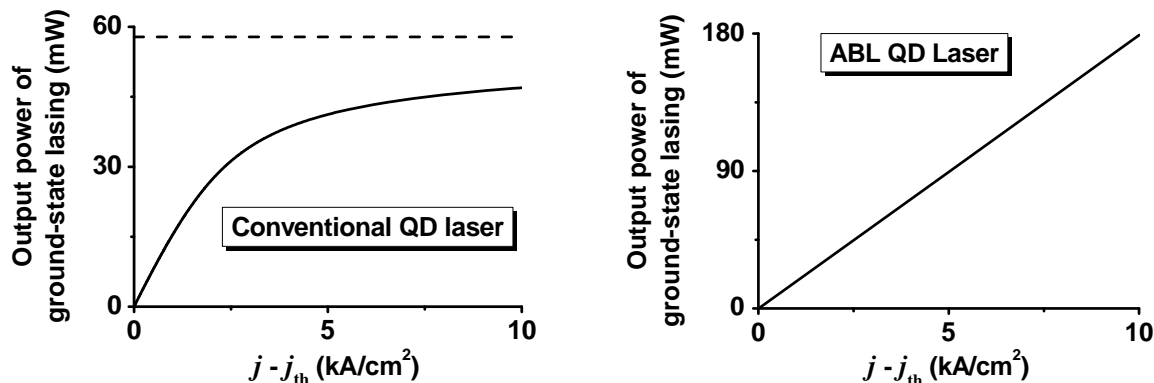 Output power of
ground-state lasing (mW)
60
30
0
Conventional QD laser
0 5 10
j - jth (kA/cm2)
Output power of
ground-state lasing (mW)
180
90
0
ABL QD Laser
0 5 10
j - jth (kA/cm2)